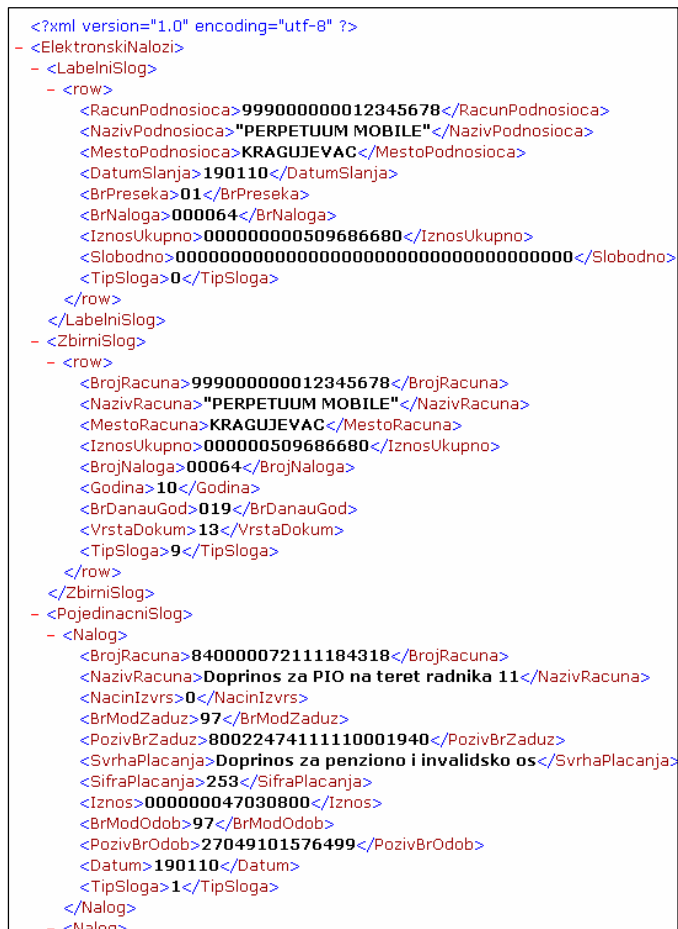 <?xml version="1.0" encoding="utf-8" ?>
- <ElektronskiNalozi>
- <LabelniSlog>
- <row>
<RacunPodnosioca>999000000012345678</RacunPodnosioca>
<NazivPodnosioca>"PERPETUUM MOBILE"</NazivPodnosioca>
<MestoPodnosioca>KRAGUJEVAC</MestoPodnosioca>
<DatumSlanja>190110</DatumSlanja>
<BrPreseka>01</BrPreseka>
<BrNaloga>000064</BrNaloga>
<IznosUkupno>000000000509686680</IznosUkupno>
<Slobodno>000000000000000000000000000000000</Slobodno>
<TipSloga>0</TipSloga>
</row>
</LabelniSlog>
- <ZbirniSlog>
- <row>
<BrojRacuna>999000000012345678</BrojRacuna>
<NazivRacuna>"PERPETUUM MOBILE"</NazivRacuna>
<MestoRacuna>KRAGUJEVAC</MestoRacuna>
<IznosUkupno>000000509686680</IznosUkupno>
<BrojNaloga>00064</BrojNaloga>
<Godina>10</Godina>
<BrDanauGod>019</BrDanauGod>
<VrstaDokum>13</VrstaDokum>
<TipSloga>9</TipSloga>
</row>
</ZbirniSlog>
- <PojedinacniSlog>
- <Nalog>
<BrojRacuna>840000072111184318</BrojRacuna>
<NazivRacuna>Doprinos za PIO na teret radnika 11</NazivRacuna>
<NacinIzvrs>0</NacinIzvrs>
<BrModZaduz>97</BrModZaduz>
<PozivBrZaduz>80022474111110001940</PozivBrZaduz>
<SvrhaPlacanja>Doprinos za penziono i invalidsko os</SvrhaPlacanja>
<SifraPlacanja>253</SifraPlacanja>
<Iznos>000000047030800</Iznos>
<BrModOdob>97</BrModOdob>
<PozivBrOdob>27049101576499</PozivBrOdob>
<Datum>190110</Datum>
<TipSloga>1</TipSloga>
</Nalog>
- <Nalog>